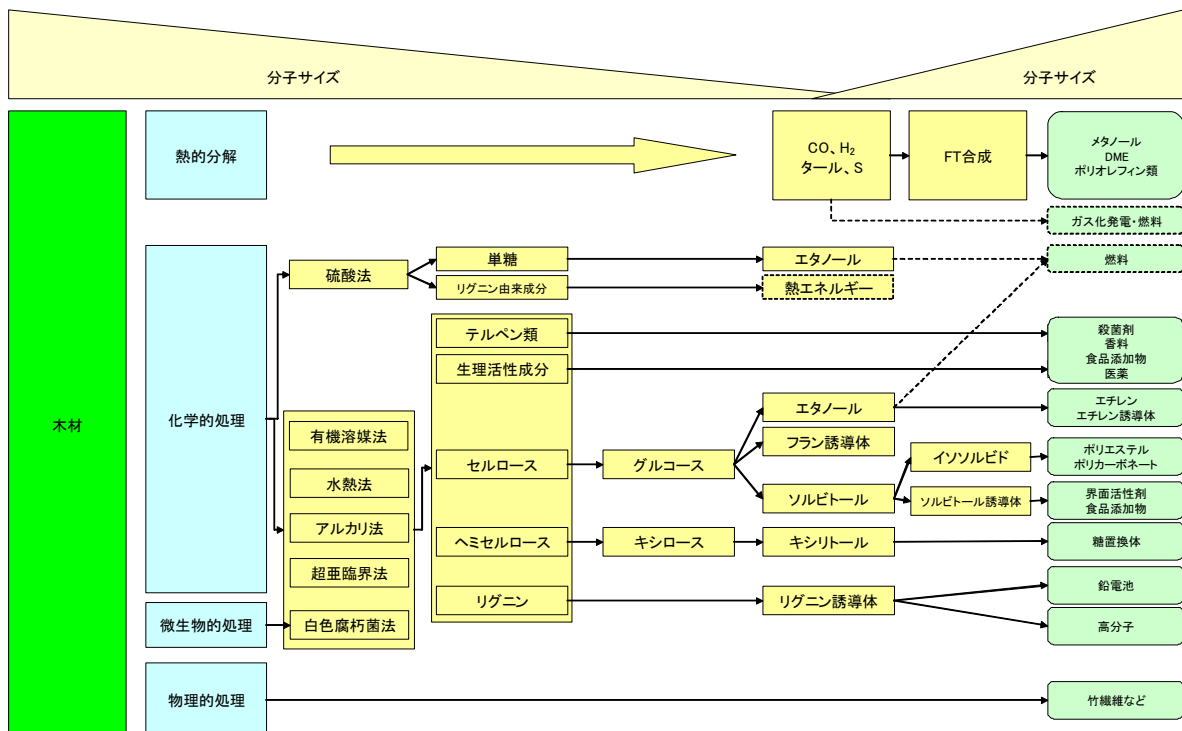 分子サイズ
分子サイズ
木材
熱的分解
CO、H₂
タール、S
FT合成
メタノール
DME
ポリオレフィン類
ガス化発電・燃料
化学的処理
硫酸法
単糖
エタノール
燃料
リグニン由来成分
熱エネルギー
テルペン類
殺菌剤
香料
食品添加物
医薬
生理活性成分
有機溶媒法
水熱法
アルカリ法
超亜臨界法
白色腐朽菌法
セルロース
グルコース
エタノール
エチレン
エチレン誘導体
フラン誘導体
ソルビトール
イソソルビド
ポリエステル
ポリカーボネート
ソルビトール誘導体
界面活性剤
食品添加物
ヘミセルロース
キシロース
キシリトール
糖置換体
リグニン
リグニン誘導体
鉛電池
高分子
微生物的処理
物理的処理
竹繊維など